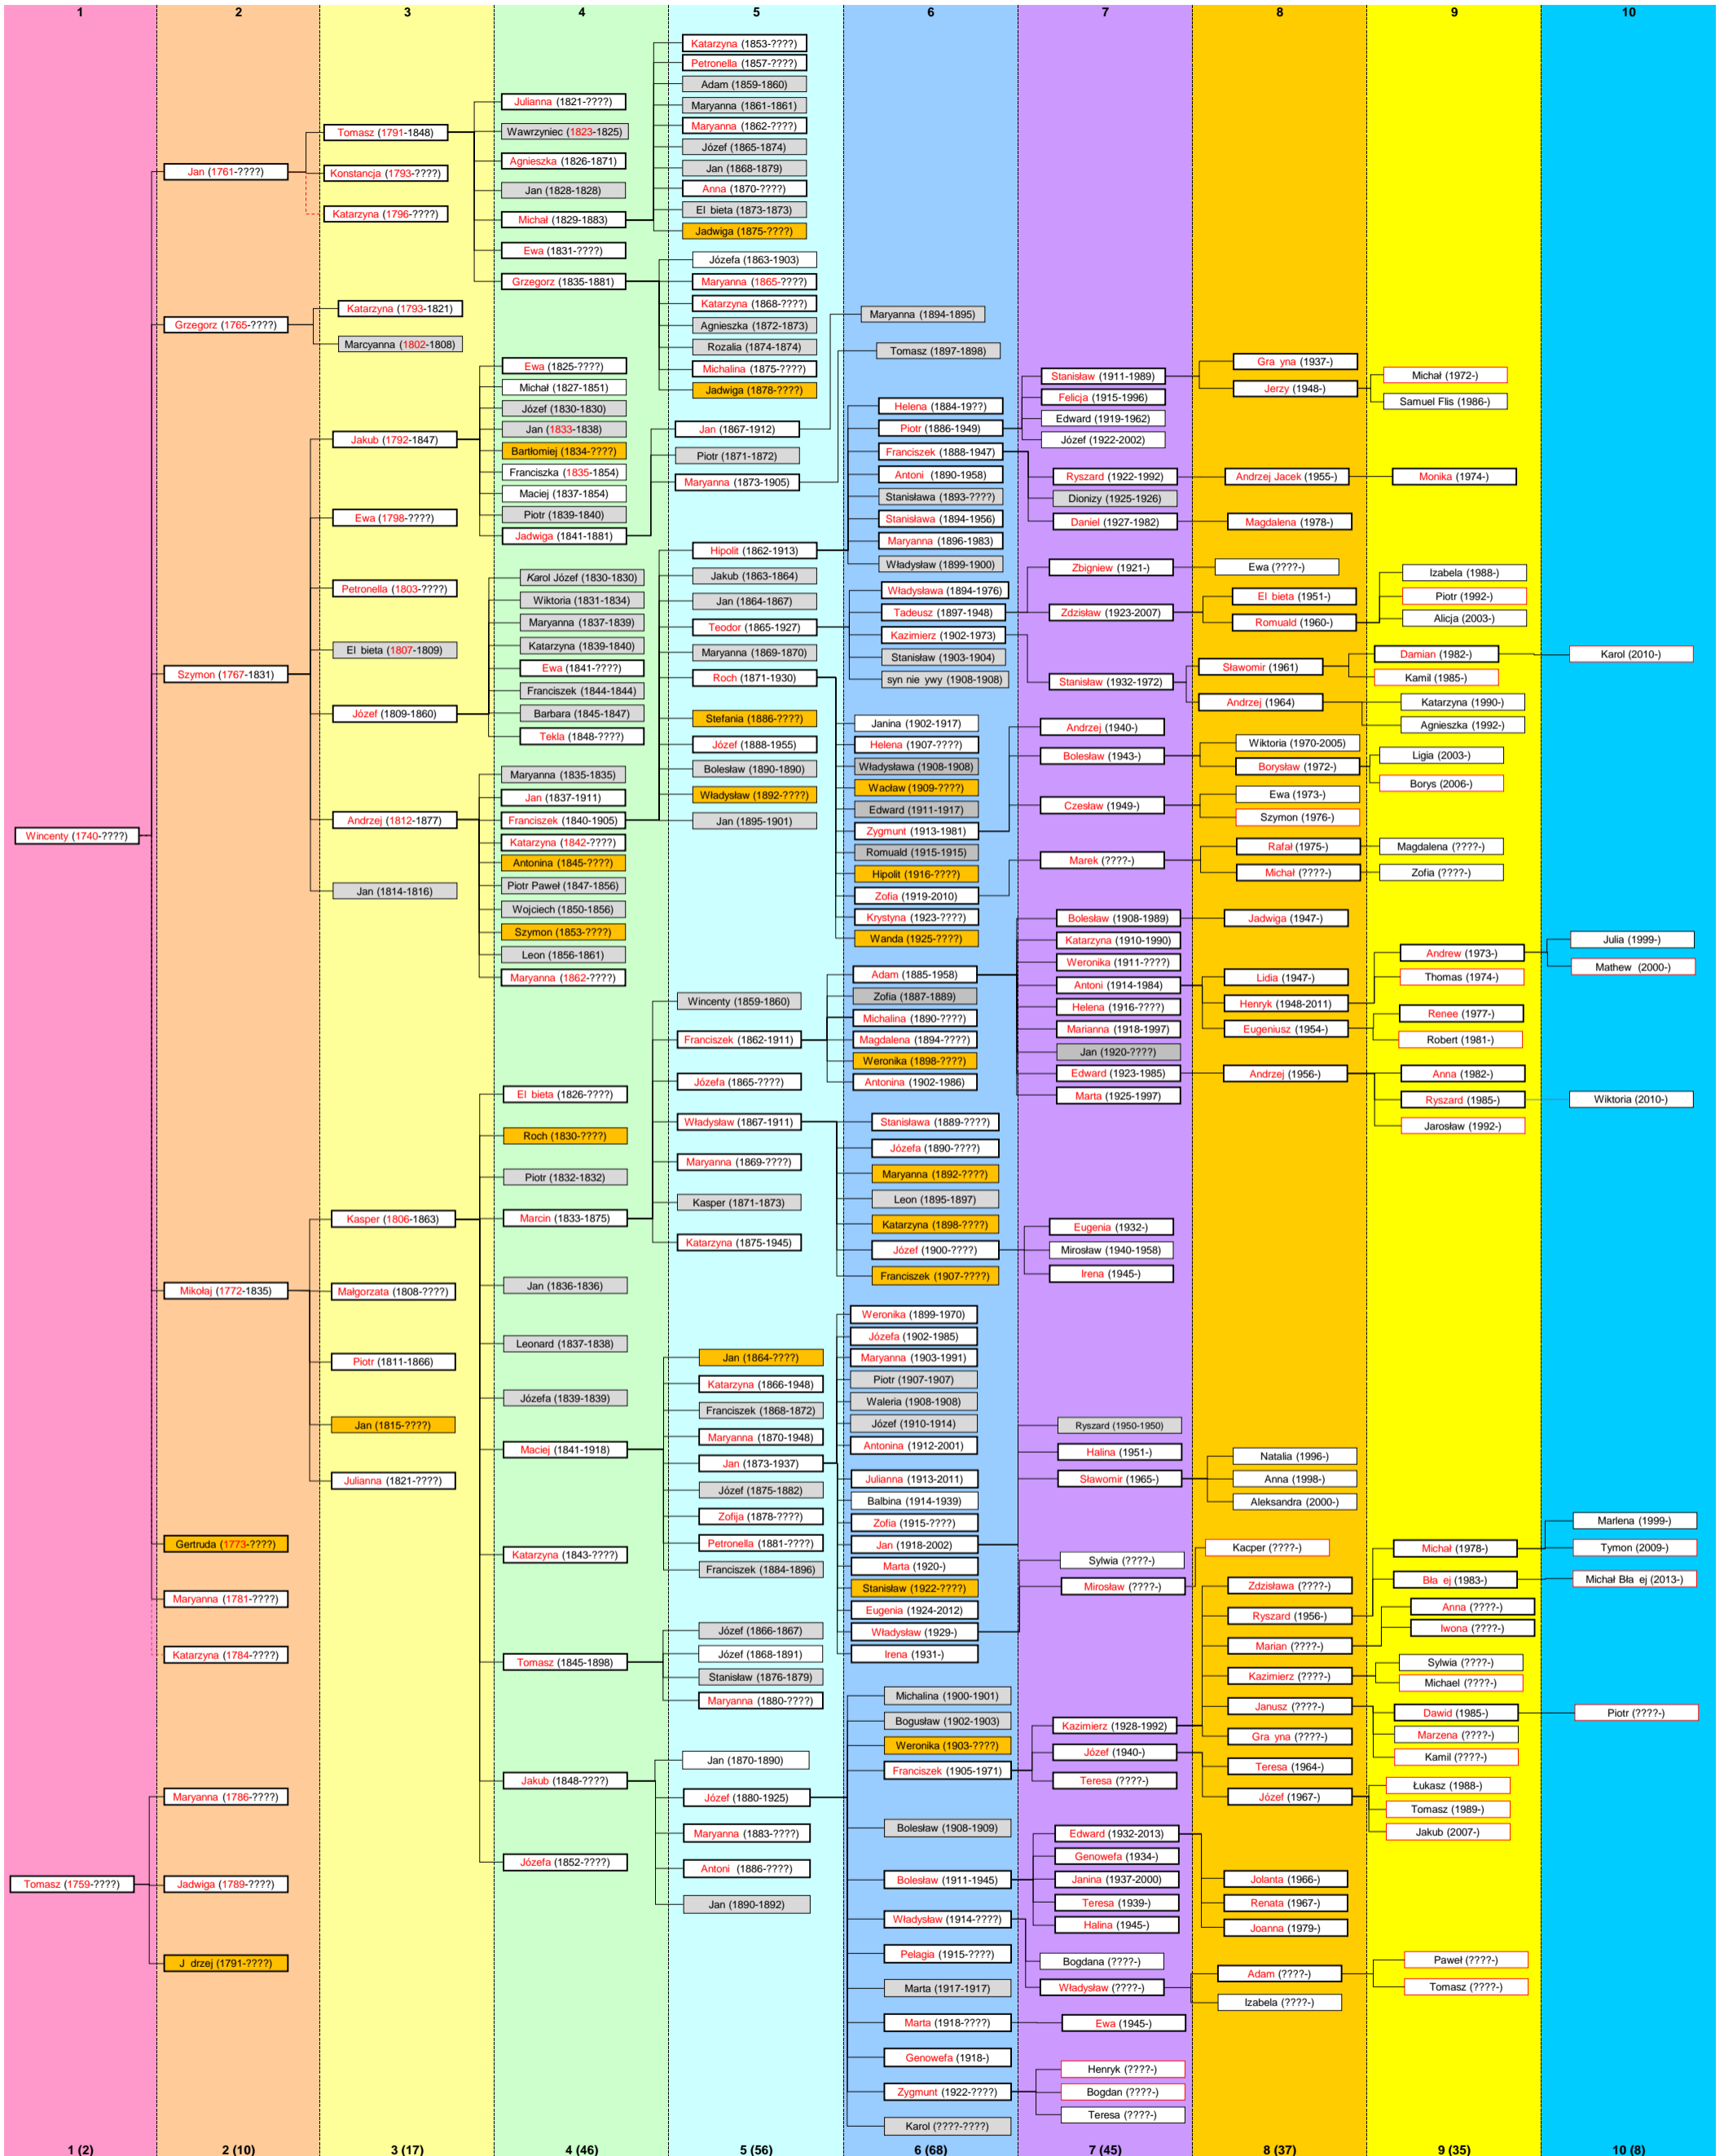 1 2 3 4 5 6 7 8 9 10
Wincenty (1740-????)
Tomasz (1759-????)
Jan (1761-????)
Grzegorz (1765-????)
Szymon (1767-1831)
Mikołaj (1772-1835)
Gertruda (1773-????)
Maryanna (1781-????)
Katarzyna (1784-????)
Maryanna (1786-????)
Jadwiga (1789-????)
J drzej (1791-????)
Tomasz (1791-1848)
Konstancja (1793-????)
Katarzyna (1796-????)
Katarzyna (1793-1821)
Marcyanna (1802-1808)
Jakub (1792-1847)
Ewa (1798-????)
Petronella (1803-????)
El bieta (1807-1809)
Józef (1809-1860)
Andrzej (1812-1877)
Jan (1814-1816)
Kasper (1806-1863)
Małgorzata (1808-????)
Piotr (1811-1866)
Jan (1815-????)
Julianna (1821-????)
Julianna (1821-????)
Wawrzyniec (1823-1825)
Agnieszka (1826-1871)
Jan (1828-1828)
Michał (1829-1883)
Ewa (1831-????)
Grzegorz (1835-1881)
Ewa (1825-????)
Michał (1827-1851)
Józef (1830-1830)
Jan (1833-1838)
Bartłomiej (1834-????)
Franciszka (1835-1854)
Maciej (1837-1854)
Piotr (1839-1840)
Jadwiga (1841-1881)
Karol Józef (1830-1830)
Wiktoria (1831-1834)
Maryanna (1837-1839)
Katarzyna (1839-1840)
Ewa (1841-????)
Franciszek (1844-1844)
Barbara (1845-1847)
Tekla (1848-????)
Maryanna (1835-1835)
Jan (1837-1911)
Franciszek (1840-1905)
Katarzyna (1842-????)
Antonina (1845-????)
Piotr Paweł (1847-1856)
Wojciech (1850-1856)
Szymon (1853-????)
Leon (1856-1861)
Maryanna (1862-????)
El bieta (1826-????)
Roch (1830-????)
Piotr (1832-1832)
Marcin (1833-1875)
Jan (1836-1836)
Leonard (1837-1838)
Józefa (1839-1839)
Maciej (1841-1918)
Katarzyna (1843-????)
Tomasz (1845-1898)
Jakub (1848-????)
Józefa (1852-????)
Katarzyna (1853-????)
Petronella (1857-????)
Adam (1859-1860)
Maryanna (1861-1861)
Maryanna (1862-????)
Józef (1865-1874)
Jan (1868-1879)
Anna (1870-????)
El bieta (1873-1873)
Jadwiga (1875-????)
Józefa (1863-1903)
Maryanna (1865-????)
Katarzyna (1868-????)
Agnieszka (1872-1873)
Rozalia (1874-1874)
Michalina (1875-????)
Jadwiga (1878-????)
Jan (1867-1912)
Piotr (1871-1872)
Maryanna (1873-1905)
Hipolit (1862-1913)
Jakub (1863-1864)
Jan (1864-1867)
Teodor (1865-1927)
Maryanna (1869-1870)
Roch (1871-1930)
Stefania (1886-????)
Józef (1888-1955)
Bolesław (1890-1890)
Władysław (1892-????)
Jan (1895-1901)
Wincenty (1859-1860)
Franciszek (1862-1911)
Józefa (1865-????)
Władysław (1867-1911)
Maryanna (1869-????)
Kasper (1871-1873)
Katarzyna (1875-1945)
Jan (1864-????)
Katarzyna (1866-1948)
Franciszek (1868-1872)
Maryanna (1870-1948)
Jan (1873-1937)
Józef (1875-1882)
Zofija (1878-????)
Petronella (1881-????)
Franciszek (1884-1896)
Józef (1866-1867)
Józef (1868-1891)
Stanisław (1876-1879)
Maryanna (1880-????)
Jan (1870-1890)
Józef (1880-1925)
Maryanna (1883-????)
Antoni (1886-????)
Jan (1890-1892)
Maryanna (1894-1895)
Tomasz (1897-1898)
Helena (1884-19??)
Piotr (1886-1949)
Franciszek (1888-1947)
Antoni (1890-1958)
Stanisława (1893-????)
Stanisława (1894-1956)
Maryanna (1896-1983)
Władysław (1899-1900)
Władysława (1894-1976)
Tadeusz (1897-1948)
Kazimierz (1902-1973)
Stanisław (1903-1904)
syn nie ywy (1908-1908)
Janina (1902-1917)
Helena (1907-????)
Władysława (1908-1908)
Wacław (1909-????)
Edward (1911-1917)
Zygmunt (1913-1981)
Romuald (1915-1915)
Hipolit (1916-????)
Zofia (1919-2010)
Krystyna (1923-????)
Wanda (1925-????)
Adam (1885-1958)
Zofia (1887-1889)
Michalina (1890-????)
Magdalena (1894-????)
Weronika (1898-????)
Antonina (1902-1986)
Stanisława (1889-????)
Józefa (1890-????)
Maryanna (1892-????)
Leon (1895-1897)
Katarzyna (1898-????)
Józef (1900-????)
Franciszek (1907-????)
Weronika (1899-1970)
Józefa (1902-1985)
Maryanna (1903-1991)
Piotr (1907-1907)
Waleria (1908-1908)
Józef (1910-1914)
Antonina (1912-2001)
Julianna (1913-2011)
Balbina (1914-1939)
Zofia (1915-????)
Jan (1918-2002)
Marta (1920-)
Stanisław (1922-????)
Eugenia (1924-2012)
Władysław (1929-)
Irena (1931-)
Michalina (1900-1901)
Bogusław (1902-1903)
Weronika (1903-????)
Franciszek (1905-1971)
Bolesław (1908-1909)
Bolesław (1911-1945)
Władysław (1914-????)
Pelagia (1915-????)
Marta (1917-1917)
Marta (1918-????)
Genowefa (1918-)
Zygmunt (1922-????)
Karol (????-????)
Stanisław (1911-1989)
Felicja (1915-1996)
Edward (1919-1962)
Józef (1922-2002)
Ryszard (1922-1992)
Dionizy (1925-1926)
Daniel (1927-1982)
Zbigniew (1921-)
Zdzisław (1923-2007)
Stanisław (1932-1972)
Andrzej (1940-)
Bolesław (1943-)
Czesław (1949-)
Marek (????-)
Bolesław (1908-1989)
Katarzyna (1910-1990)
Weronika (1911-????)
Antoni (1914-1984)
Helena (1916-????)
Marianna (1918-1997)
Jan (1920-????)
Edward (1923-1985)
Marta (1925-1997)
Eugenia (1932-)
Mirosław (1940-1958)
Irena (1945-)
Ryszard (1950-1950)
Halina (1951-)
Sławomir (1965-)
Sylwia (????-)
Mirosław (????-)
Kazimierz (1928-1992)
Józef (1940-)
Teresa (????-)
Edward (1932-2013)
Genowefa (1934-)
Janina (1937-2000)
Teresa (1939-)
Halina (1945-)
Bogdana (????-)
Władysław (????-)
Ewa (1945-)
Henryk (????-)
Bogdan (????-)
Teresa (????-)
Gra yna (1937-)
Jerzy (1948-)
Andrzej Jacek (1955-)
Magdalena (1978-)
Ewa (????-)
El bieta (1951-)
Romuald (1960-)
Sławomir (1961)
Andrzej (1964)
Wiktoria (1970-2005)
Borysław (1972-)
Ewa (1973-)
Szymon (1976-)
Rafał (1975-)
Michał (????-)
Jadwiga (1947-)
Lidia (1947-)
Henryk (1948-2011)
Eugeniusz (1954-)
Andrzej (1956-)
Natalia (1996-)
Anna (1998-)
Aleksandra (2000-)
Kacper (????-)
Zdzisława (????-)
Ryszard (1956-)
Marian (????-)
Kazimierz (????-)
Janusz (????-)
Gra yna (????-)
Teresa (1964-)
Józef (1967-)
Jolanta (1966-)
Renata (1967-)
Joanna (1979-)
Adam (????-)
Izabela (????-)
Michał (1972-)
Samuel Flis (1986-)
Monika (1974-)
Izabela (1988-)
Piotr (1992-)
Alicja (2003-)
Damian (1982-)
Kamil (1985-)
Katarzyna (1990-)
Agnieszka (1992-)
Ligia (2003-)
Borys (2006-)
Magdalena (????-)
Zofia (????-)
Andrew (1973-)
Thomas (1974-)
Renee (1977-)
Robert (1981-)
Anna (1982-)
Ryszard (1985-)
Jarosław (1992-)
Michał (1978-)
Bła ej (1983-)
Anna (????-)
Iwona (????-)
Sylwia (????-)
Michael (????-)
Dawid (1985-)
Marzena (????-)
Kamil (????-)
Łukasz (1988-)
Tomasz (1989-)
Jakub (2007-)
Paweł (????-)
Tomasz (????-)
Karol (2010-)
Julia (1999-)
Mathew (2000-)
Wiktoria (2010-)
Marlena (1999-)
Tymon (2009-)
Michał Bła ej (2013-)
Piotr (????-)
1 (2) 2 (10) 3 (17) 4 (46) 5 (56) 6 (68) 7 (45) 8 (37) 9 (35) 10 (8)